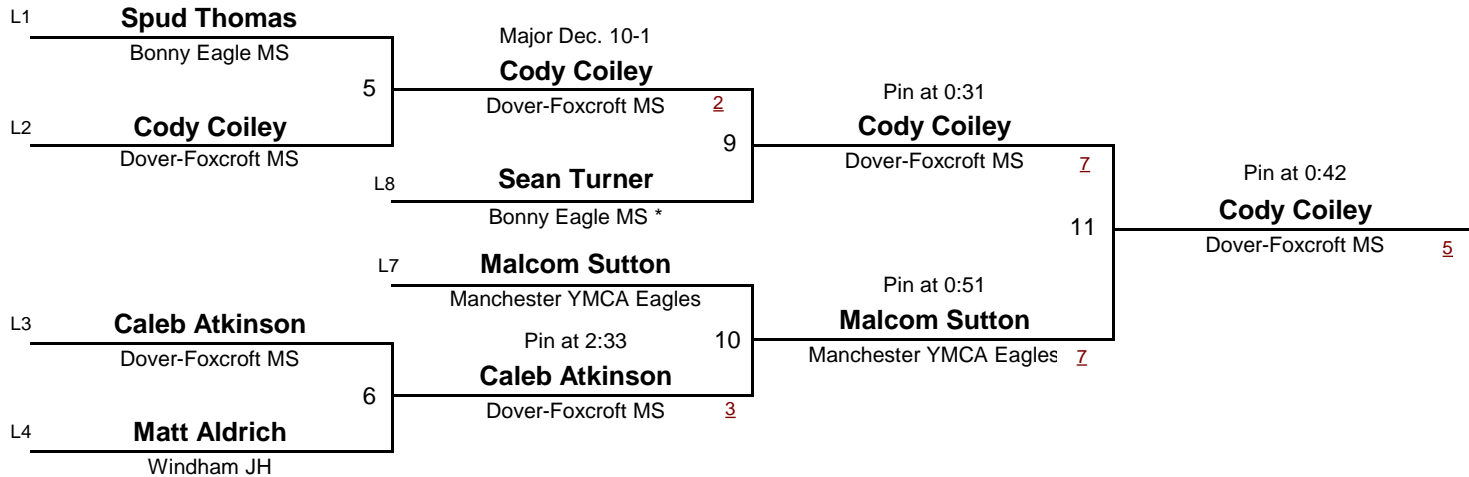 L1 Spud Thomas
Bonny Eagle MS
5
L2 Cody Coiley
Dover-Foxcroft MS
Major Dec. 10-1
Cody Coiley
Dover-Foxcroft MS 2
9
L8 Sean Turner
Bonny Eagle MS *
L7 Malcom Sutton
Manchester YMCA Eagles
10
L3 Caleb Atkinson
Dover-Foxcroft MS
6
L4 Matt Aldrich
Windham JH
Pin at 2:33
Caleb Atkinson
Dover-Foxcroft MS 3
Pin at 0:31
Cody Coiley
Dover-Foxcroft MS 7
11
Pin at 0:51
Malcom Sutton
Manchester YMCA Eagles 7
Pin at 0:42
Cody Coiley
Dover-Foxcroft MS 5